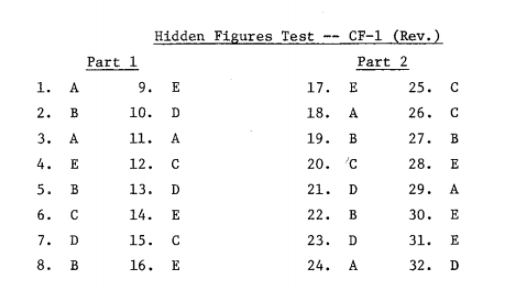 Hidden Figures Test -- CF-1 (Rev.)
Part 1 Part 2
1. A 9. E 17. E 25. C
2. B 10. D 18. A 26. C
3. A 11. A 19. B 27. B
4. E 12. C 20. C 28. E
5. B 13. D 21. D 29. A
6. C 14. E 22. B 30. E
7. D 15. C 23. D 31. E
8. B 16. E 24. A 32. D